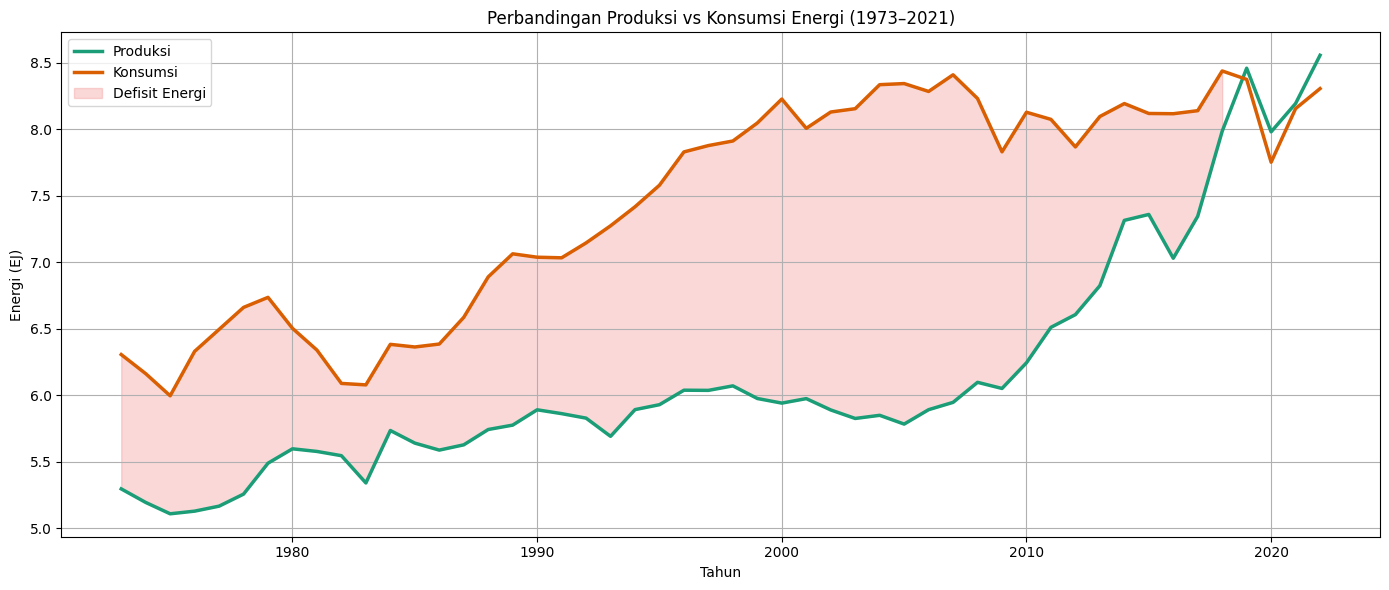 Perbandingan Produksi vs Konsumsi Energi (1973–2021)
Produksi
Konsumsi
Defisit Energi
Energi (EJ)
8.5
8.0
7.5
7.0
6.5
6.0
5.5
5.0
1980
1990
2000
2010
2020
Tahun